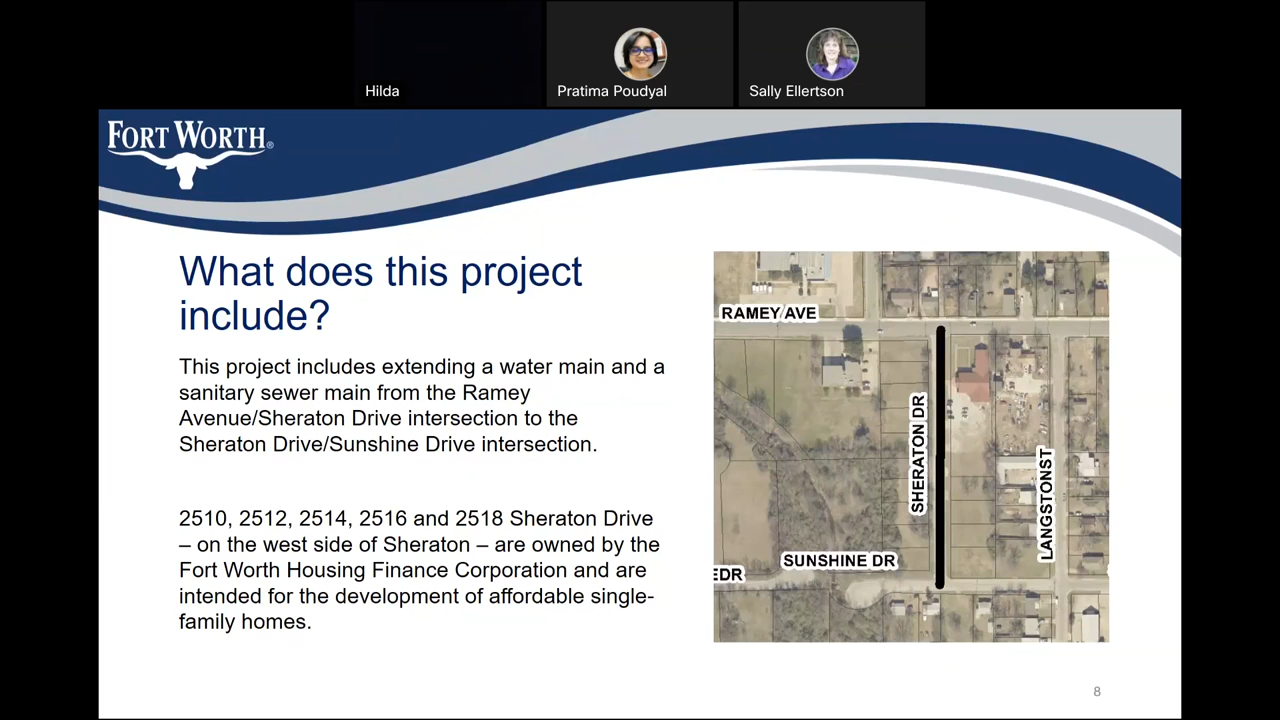 Hilda
Pratima Poudyal
Sally Ellertson
FORT WORTH®
What does this project
include?
This project includes extending a water main and a
sanitary sewer main from the Ramey
Avenue/Sheraton Drive intersection to the
Sheraton Drive/Sunshine Drive intersection.
2510, 2512, 2514, 2516 and 2518 Sheraton Drive
– on the west side of Sheraton – are owned by the
Fort Worth Housing Finance Corporation and are
intended for the development of affordable single-
family homes.
RAMEY AVE
SHERATON DR
LANGSTON ST
SUNSHINE DR
EDR
8